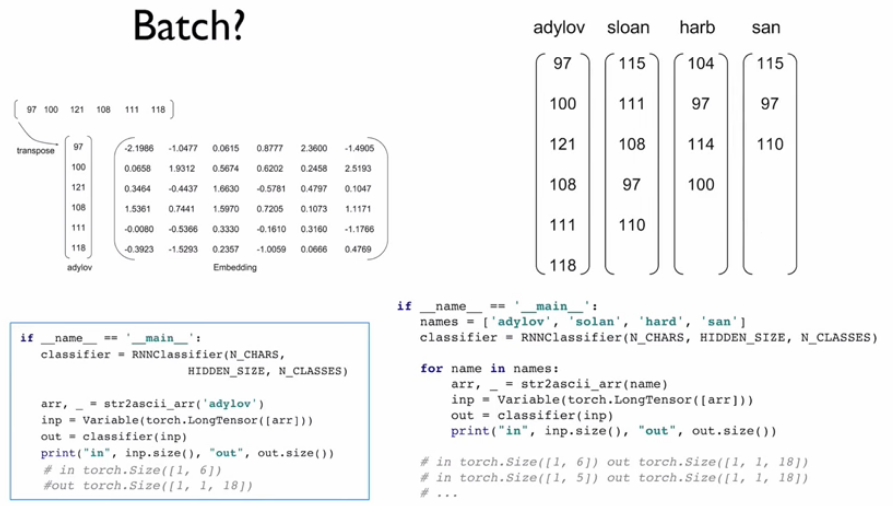 Batch?
97 100 121 108 111 118
transpose
97
100
121
108
111
118
adylov
-2.1986 -1.0477 0.0615 0.8777 2.3600 -1.4905
0.0658 1.9312 0.5674 0.6202 0.2458 2.5193
0.3464 -0.4437 1.6630 -0.5781 0.4797 0.1047
1.5361 0.7441 1.5970 0.7205 0.1073 1.1171
-0.0080 -0.5366 0.3330 -0.1610 0.3160 -1.1766
-0.3923 -1.5293 0.2357 -1.0059 0.0666 0.4769
Embedding
adylov sloan harb san
97 115 104 115
100 111 97 97
121 108 114 110
108 97 100
111 110
118
if __name__ == '__main__':
classifier = RNNClassifier(N_CHARS,
HIDDEN_SIZE, N_CLASSES)
arr, _ = str2ascii_arr('adylov')
inp = Variable(torch.LongTensor([arr]))
out = classifier(inp)
print("in", inp.size(), "out", out.size())
# in torch.Size([1, 6])
#out torch.Size([1, 1, 18])
if __name__ == '__main__':
names = ['adylov', 'solan', 'hard', 'san']
classifier = RNNClassifier(N_CHARS, HIDDEN_SIZE, N_CLASSES)
for name in names:
arr, _ = str2ascii_arr(name)
inp = Variable(torch.LongTensor([arr]))
out = classifier(inp)
print("in", inp.size(), "out", out.size())
# in torch.Size([1, 6]) out torch.Size([1, 1, 18])
# in torch.Size([1, 5]) out torch.Size([1, 1, 18])
# ...